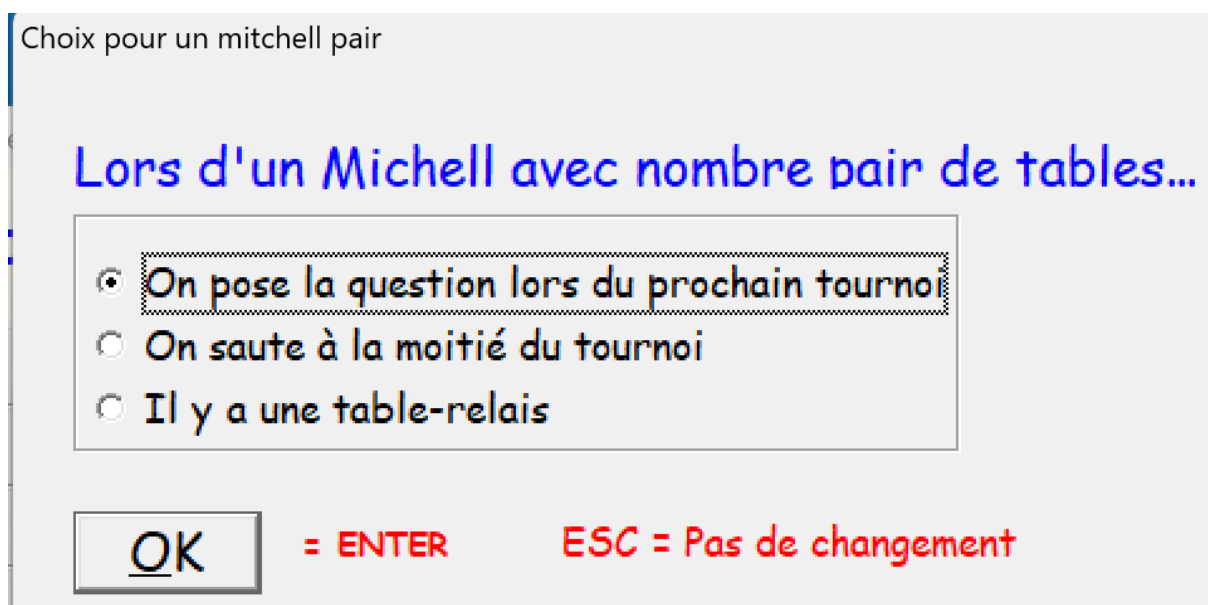 Choix pour un mitchell pair
Lors d'un Michell avec nombre pair de tables...
On pose la question lors du prochain tournoi
On saute à la moitié du tournoi
Il y a une table-relais
OK = ENTER ESC = Pas de changement